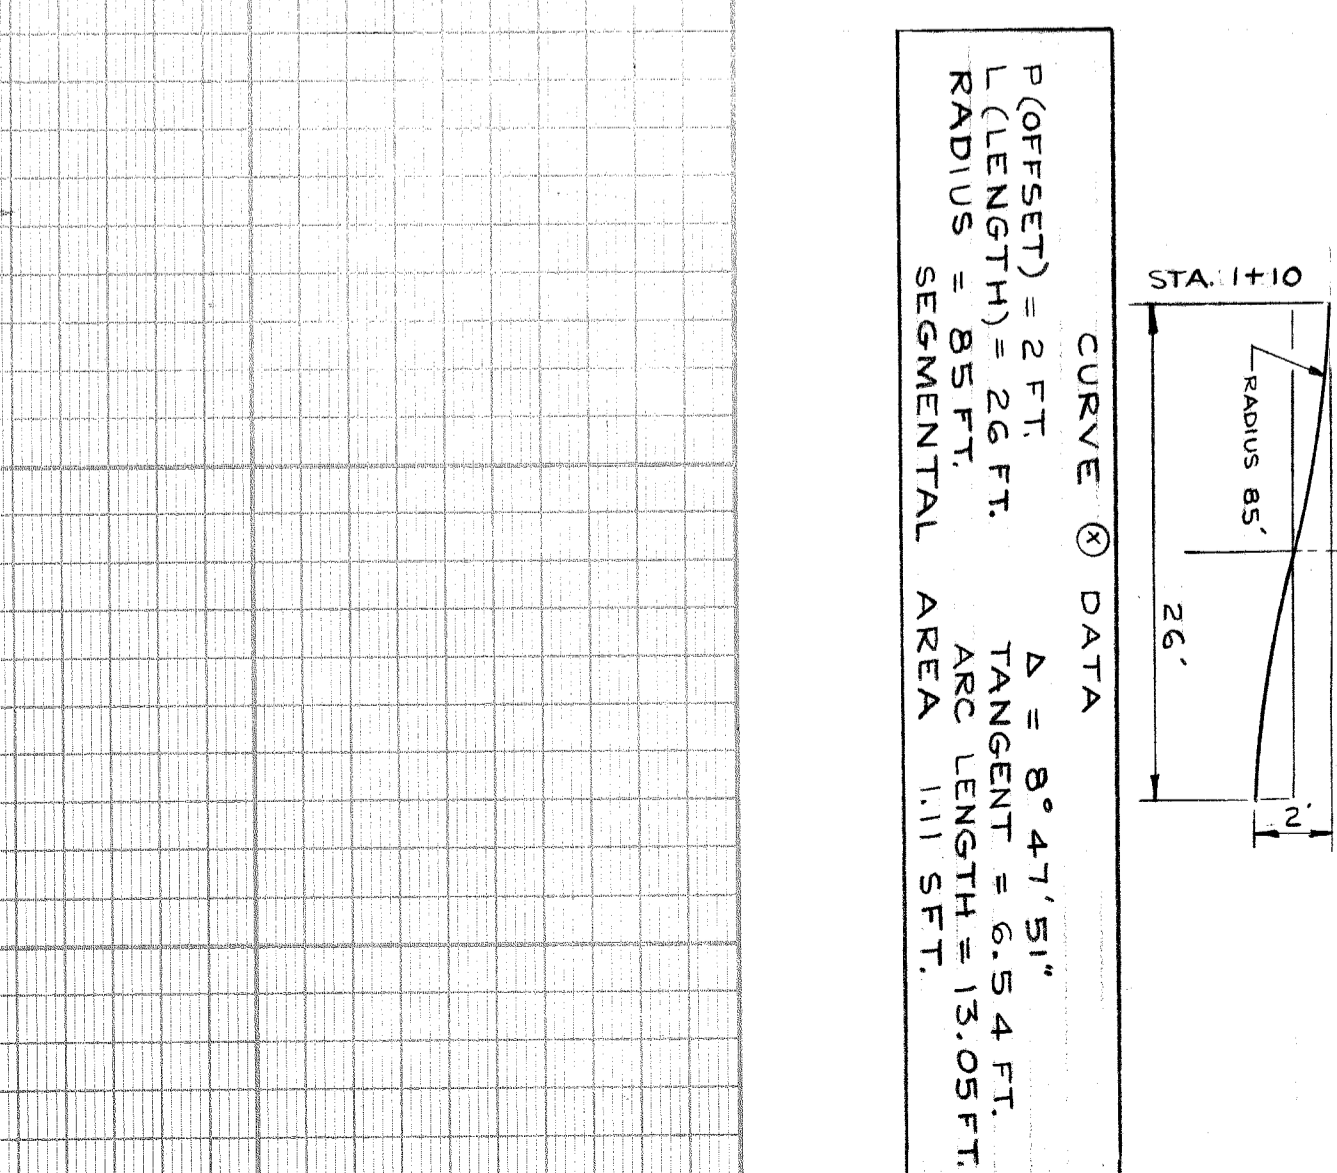 CURVE Ⓧ DATA
P (OFFSET) = 2 FT. Δ = 8° 47' 51"
L (LENGTH) = 26 FT. TANGENT = 6.54 FT.
RADIUS = 85 FT. ARC LENGTH = 13.05 FT.
SEGMENTAL AREA 1.11 SFT.
STA. 1+10
RADIUS 85'
26'
2'